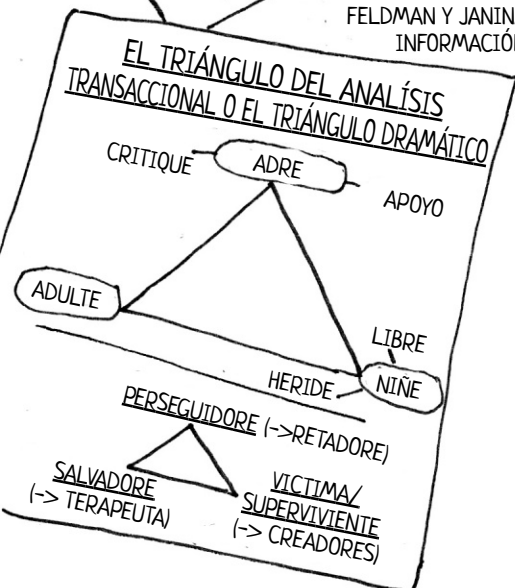 FELDMAN Y JANIN
INFORMACIÓ
EL TRIÁNGULO DEL ANALÍSIS
TRANSACCIONAL O EL TRIÁNGULO DRAMÁTICO
CRITIQUE
ADRE
APOYO
ADULTE
LIBRE
HERIDE
NIÑE
PERSEGUIDORE (->RETADORE)
SALVADORE
(-> TERAPEUTA)
VICTIMA/
SUPERVIVIENTE
(-> CREADORES)